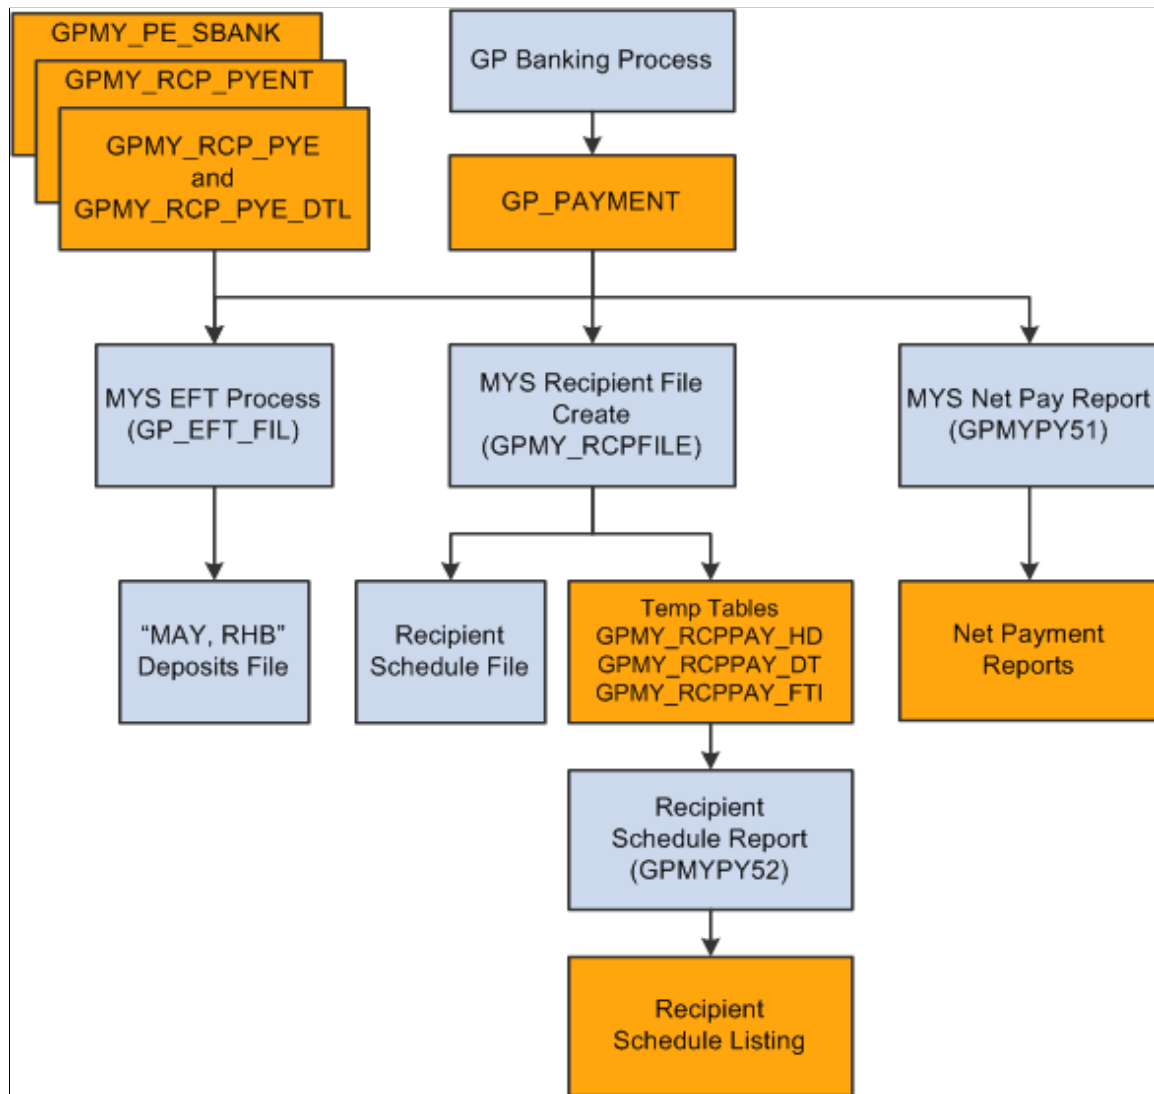 GPMY_PE_SBANK
GPMY_RCP_PYENT
GPMY_RCP_PYE
and
GPMY_RCP_PYE_DTL
GP Banking Process
GP_PAYMENT
MYS EFT Process
(GP_EFT_FIL)
MYS Recipient File
Create
(GPMY_RCPFILE)
MYS Net Pay Report
(GPMYPY51)
“MAY, RHB”
Deposits File
Recipient
Schedule File
Temp Tables
GPMY_RCPPAY_HD
GPMY_RCPPAY_DT
GPMY_RCPPAY_FTI
Net Payment
Reports
Recipient
Schedule Report
(GPMYPY52)
Recipient
Schedule Listing